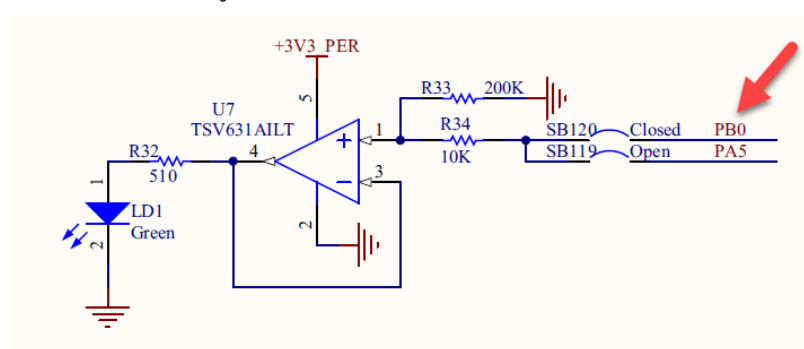 +3V3_PER
R33 200K
U7
TSV631AILT
5
1
R34
10K
SB120 Closed PB0
SB119 Open PA5
R32
510
4
+
−
3
2
1
LD1
Green
2